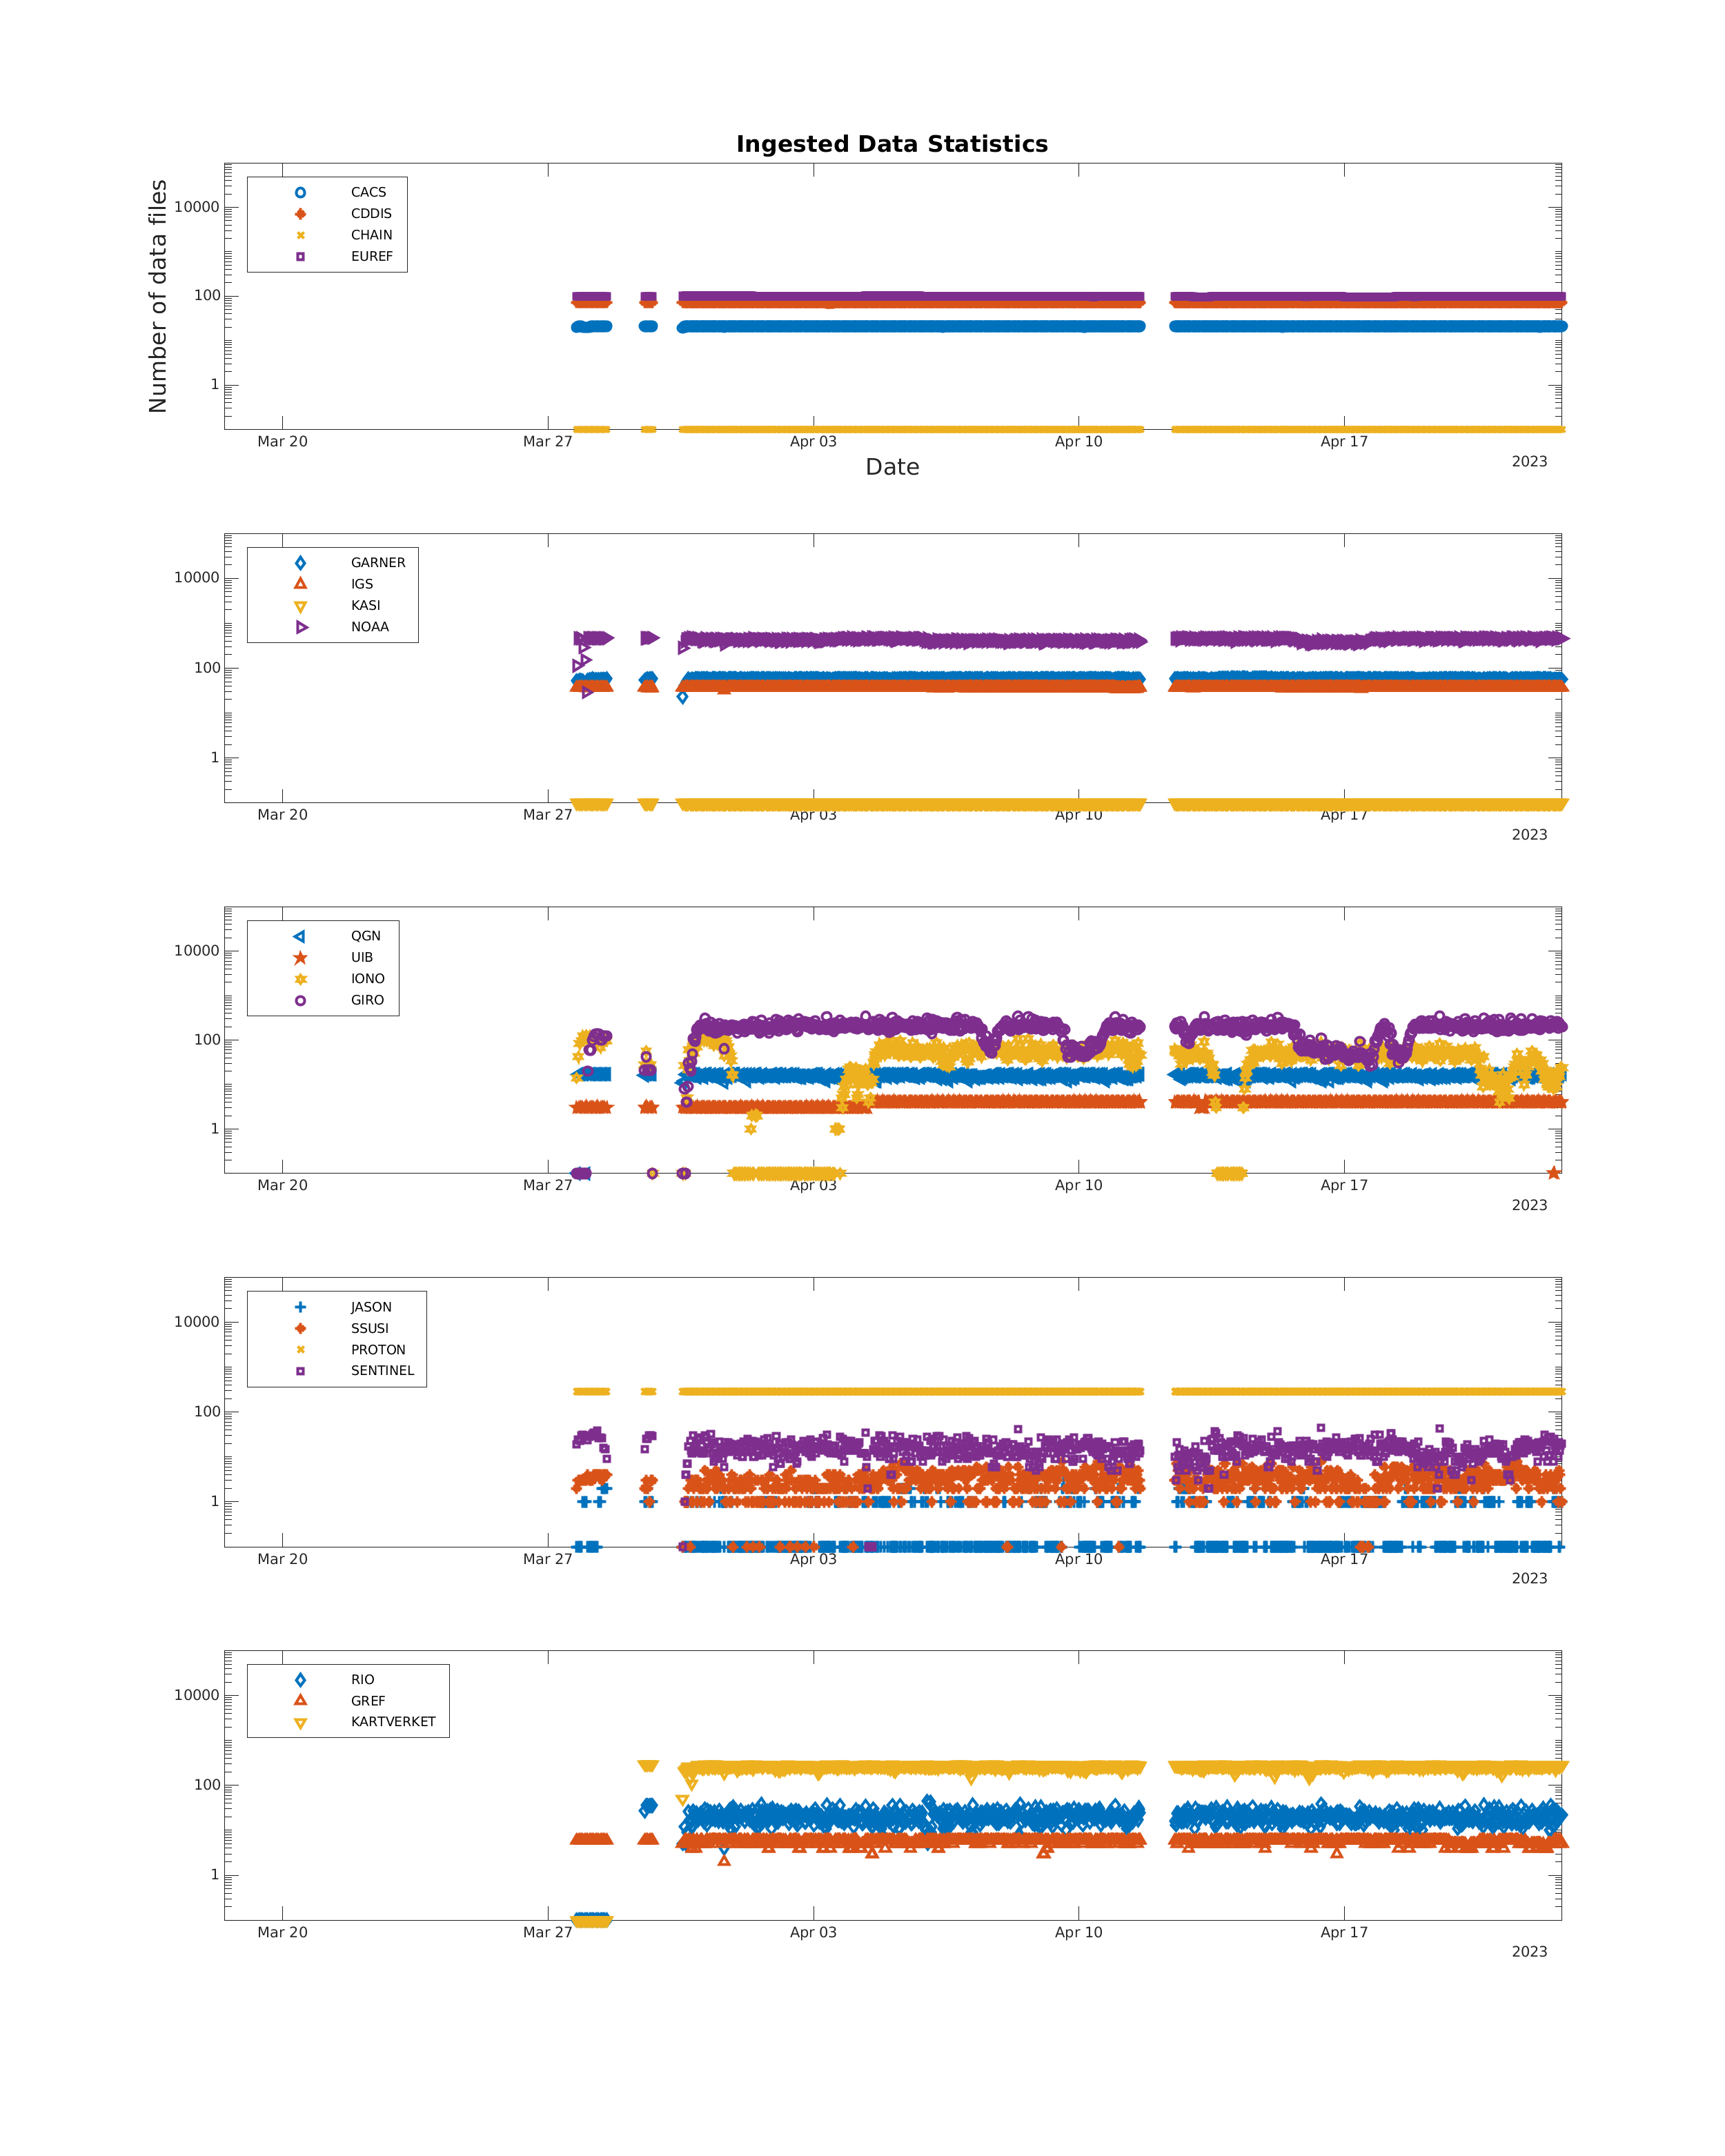 Ingested Data Statistics
Number of data files
CACS
CDDIS
CHAIN
EUREF
10000
100
1
Mar 20 Mar 27 Apr 03 Apr 10 Apr 17
2023
Date
GARNER
IGS
KASI
NOAA
10000
100
1
Mar 20 Mar 27 Apr 03 Apr 10 Apr 17
2023
QGN
UIB
IONO
GIRO
10000
100
1
Mar 20 Mar 27 Apr 03 Apr 10 Apr 17
2023
JASON
SSUSI
PROTON
SENTINEL
10000
100
1
Mar 20 Mar 27 Apr 03 Apr 10 Apr 17
2023
RIO
GREF
KARTVERKET
10000
100
1
Mar 20 Mar 27 Apr 03 Apr 10 Apr 17
2023